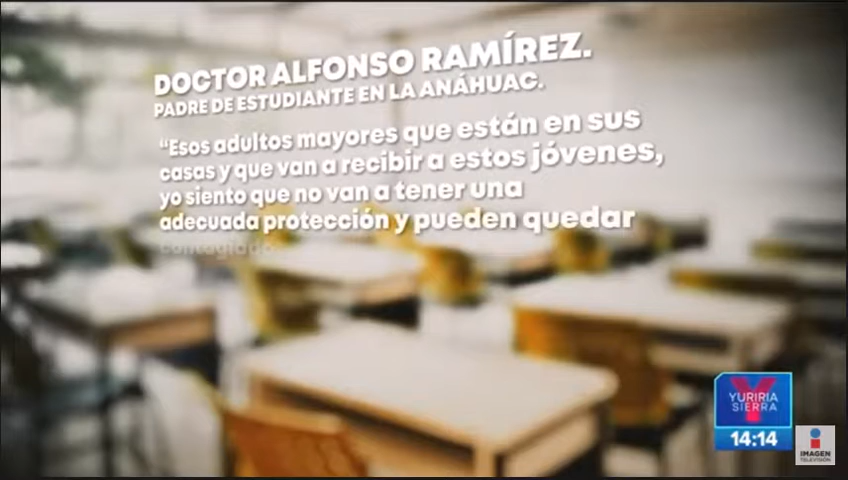 DOCTOR ALFONSO RAMÍREZ.
PADRE DE ESTUDIANTE EN LA ANÁHUAC.
“Esos adultos mayores que están en sus
casas y que van a recibir a estos jóvenes,
yo siento que no van a tener una
adecuada protección y pueden quedar
contagiado
Y
YURIRIA
SIERRA
14:14
IMAGEN
TELEVISIÓN